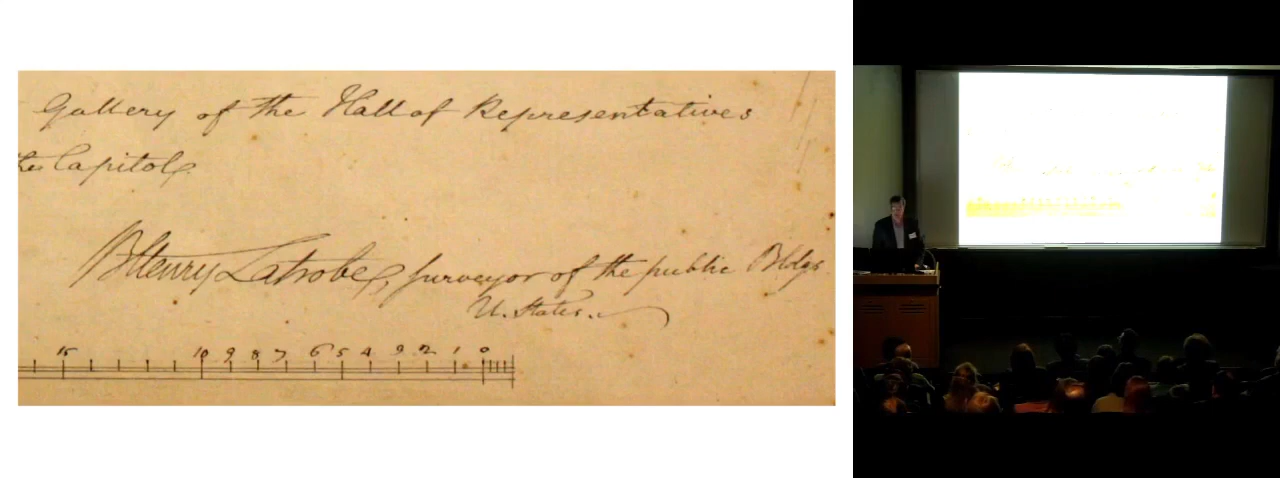 Gallery of the Hall of Representatives
the Capitol.
BHenry Latrobe, surveyor of the public Bldgs
U. States.
15 10 9 8 7 6 5 4 3 2 1 0